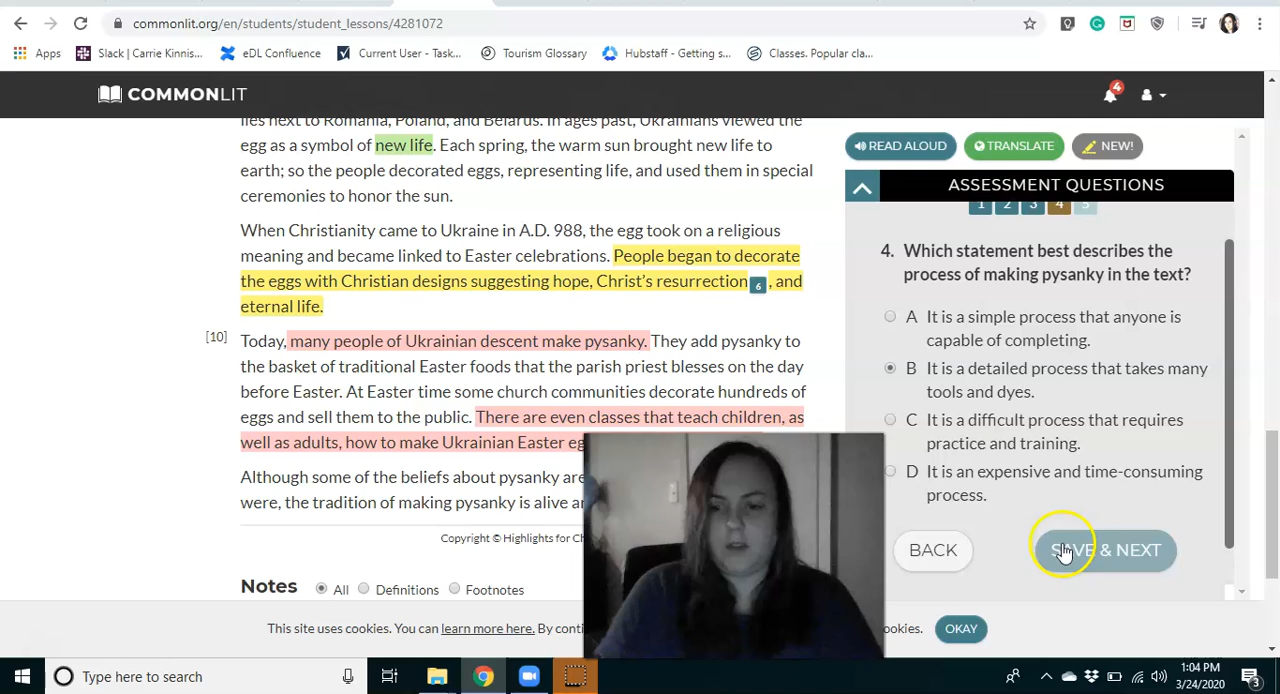 commonlit.org/en/students/student_lessons/4281072
Apps
Slack | Carrie Kinnis...
eDL Confluence
Current User - Task...
Tourism Glossary
Hubstaff - Getting s...
Classes. Popular cla...
COMMONLIT
4
lies next to Romania, Poland, and Belarus. In ages past, Ukrainians viewed the
egg as a symbol of new life. Each spring, the warm sun brought new life to
earth; so the people decorated eggs, representing life, and used them in special
ceremonies to honor the sun.
When Christianity came to Ukraine in A.D. 988, the egg took on a religious
meaning and became linked to Easter celebrations. People began to decorate
the eggs with Christian designs suggesting hope, Christ's resurrection 6 , and
eternal life.
[10] Today, many people of Ukrainian descent make pysanky. They add pysanky to
the basket of traditional Easter foods that the parish priest blesses on the day
before Easter. At Easter time some church communities decorate hundreds of
eggs and sell them to the public. There are even classes that teach children, as
well as adults, how to make Ukrainian Easter
Although some of the beliefs about pysanky are
were, the tradition of making pysanky is alive
Copyright © Highlights for
Notes All Definitions Footnotes
READ ALOUD TRANSLATE NEW!
ASSESSMENT QUESTIONS
1 2 3 4 5
4. Which statement best describes the
process of making pysanky in the text?
A It is a simple process that anyone is
capable of completing.
B It is a detailed process that takes many
tools and dyes.
C It is a difficult process that requires
practice and training.
D It is an expensive and time-consuming
process.
BACK SAVE & NEXT
This site uses cookies. You can learn more here. By OKAY
Type here to search
1:04 PM
3/24/2020
3